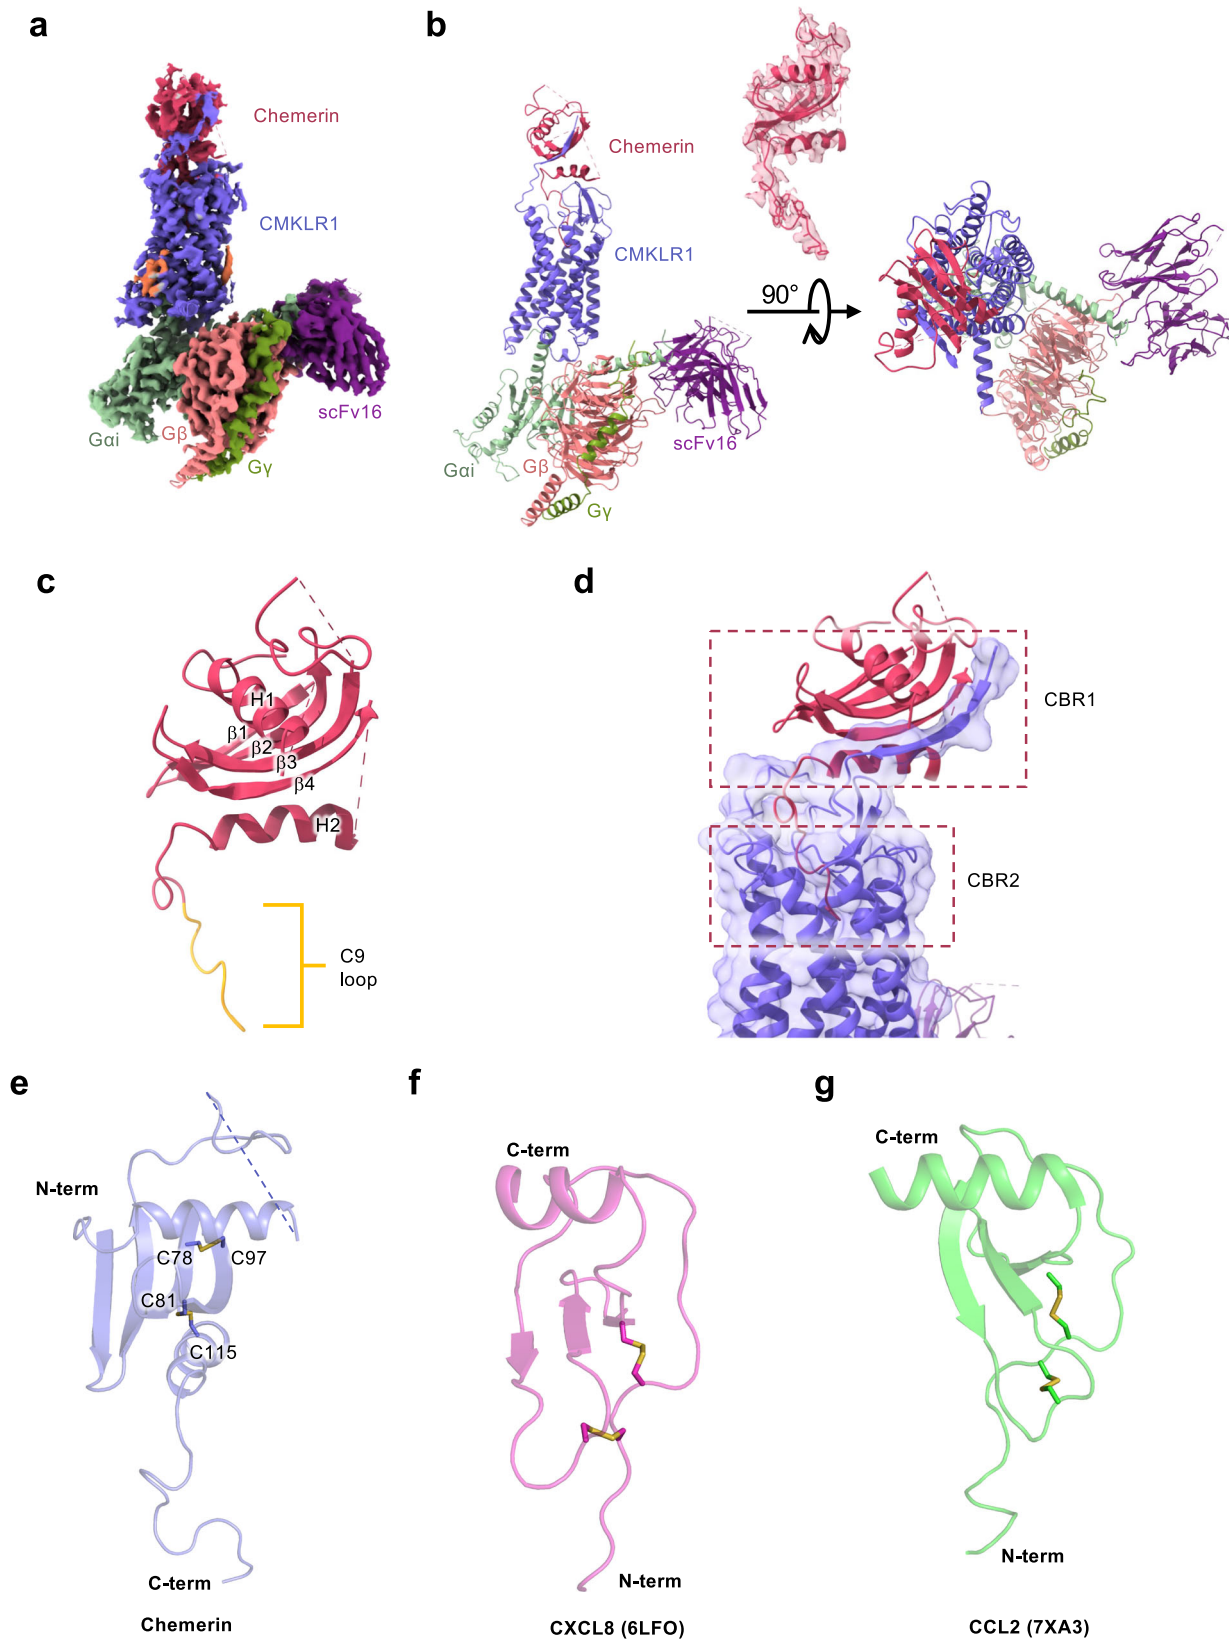 a
Chemerin
CMKLR1
scFv16
Gαi
Gβ
Gγ
b
Chemerin
CMKLR1
90°
scFv16
Gαi
Gβ
Gγ
c
H1
β1
β2
β3
β4
H2
C9
loop
d
CBR1
CBR2
e
N-term
C78
C97
C81
C115
C-term
Chemerin
f
C-term
N-term
CXCL8 (6LFO)
g
C-term
N-term
CCL2 (7XA3)